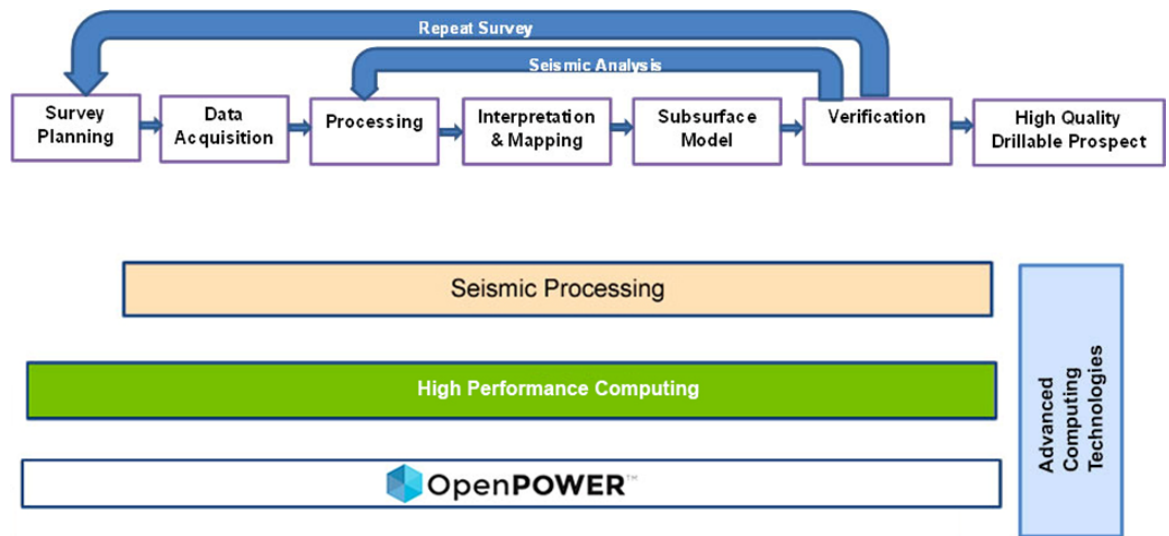 Repeat Survey
Seismic Analysis
Survey
Planning
Data
Acquisition
Processing
Interpretation
& Mapping
Subsurface
Model
Verification
High Quality
Drillable Prospect
Seismic Processing
High Performance Computing
OpenPOWER™
Advanced
Computing
Technologies